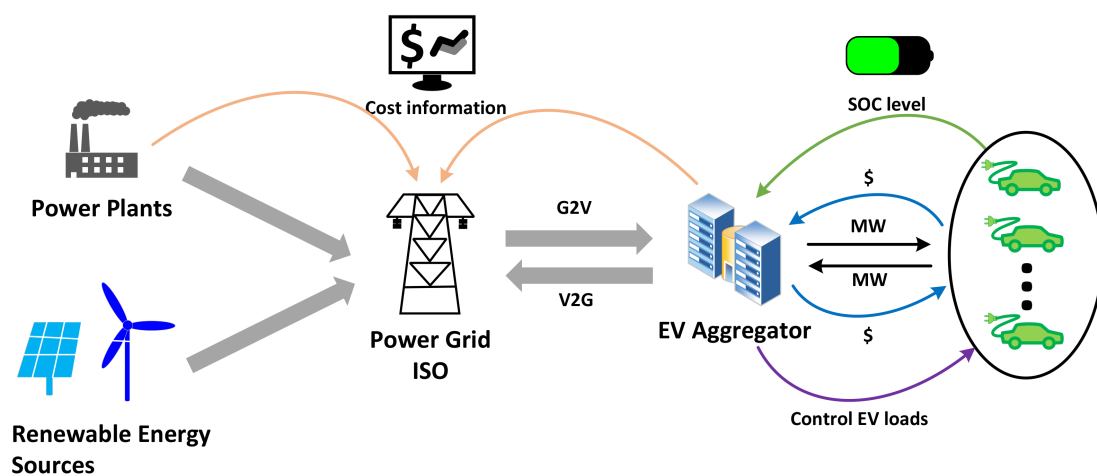 $
Cost information
SOC level
Power Plants
G2V
$
MW
MW
V2G
$
Power Grid
ISO
EV Aggregator
Control EV loads
Renewable Energy
Sources